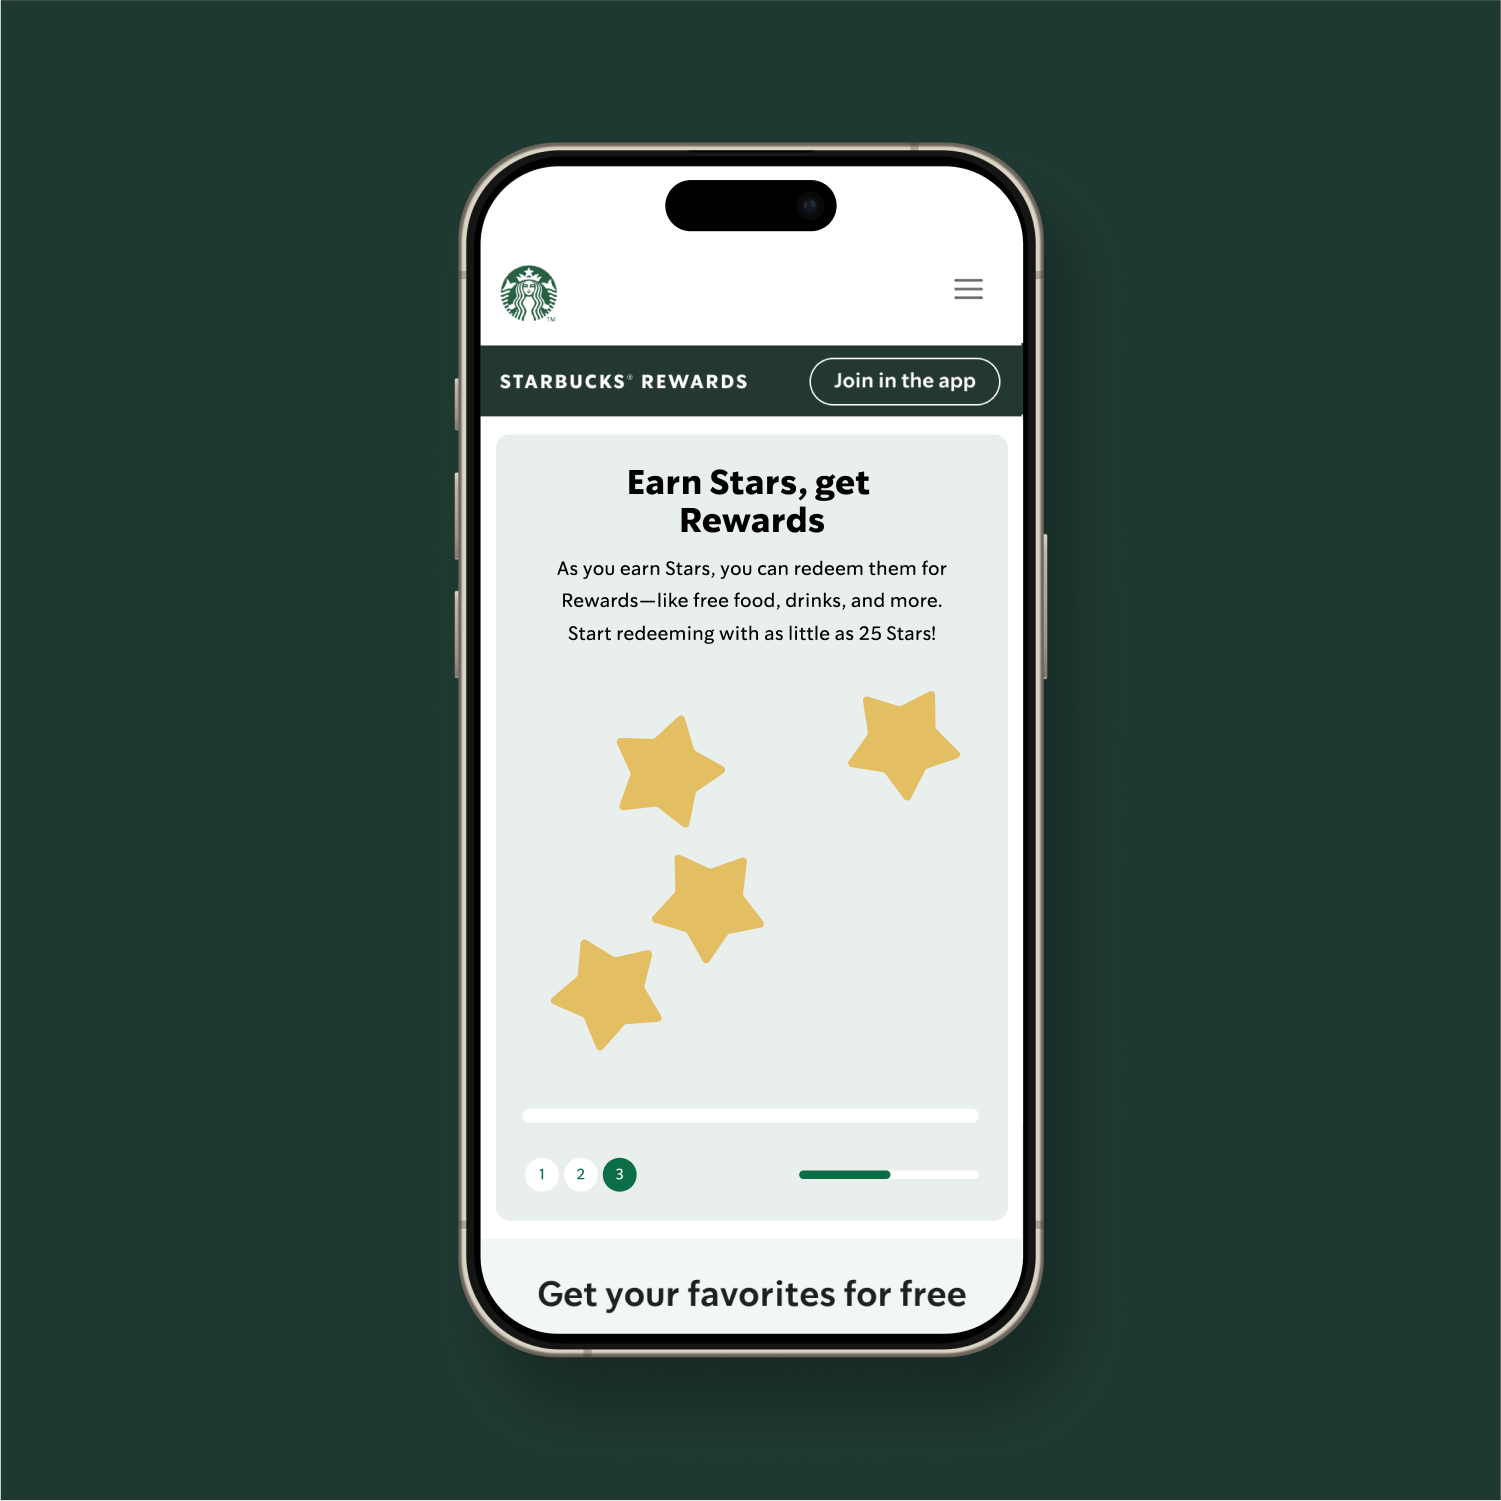 TM
STARBUCKS® REWARDS
Join in the app
Earn Stars, get
Rewards
As you earn Stars, you can redeem them for
Rewards—like free food, drinks, and more.
Start redeeming with as little as 25 Stars!
1 2 3
Get your favorites for free